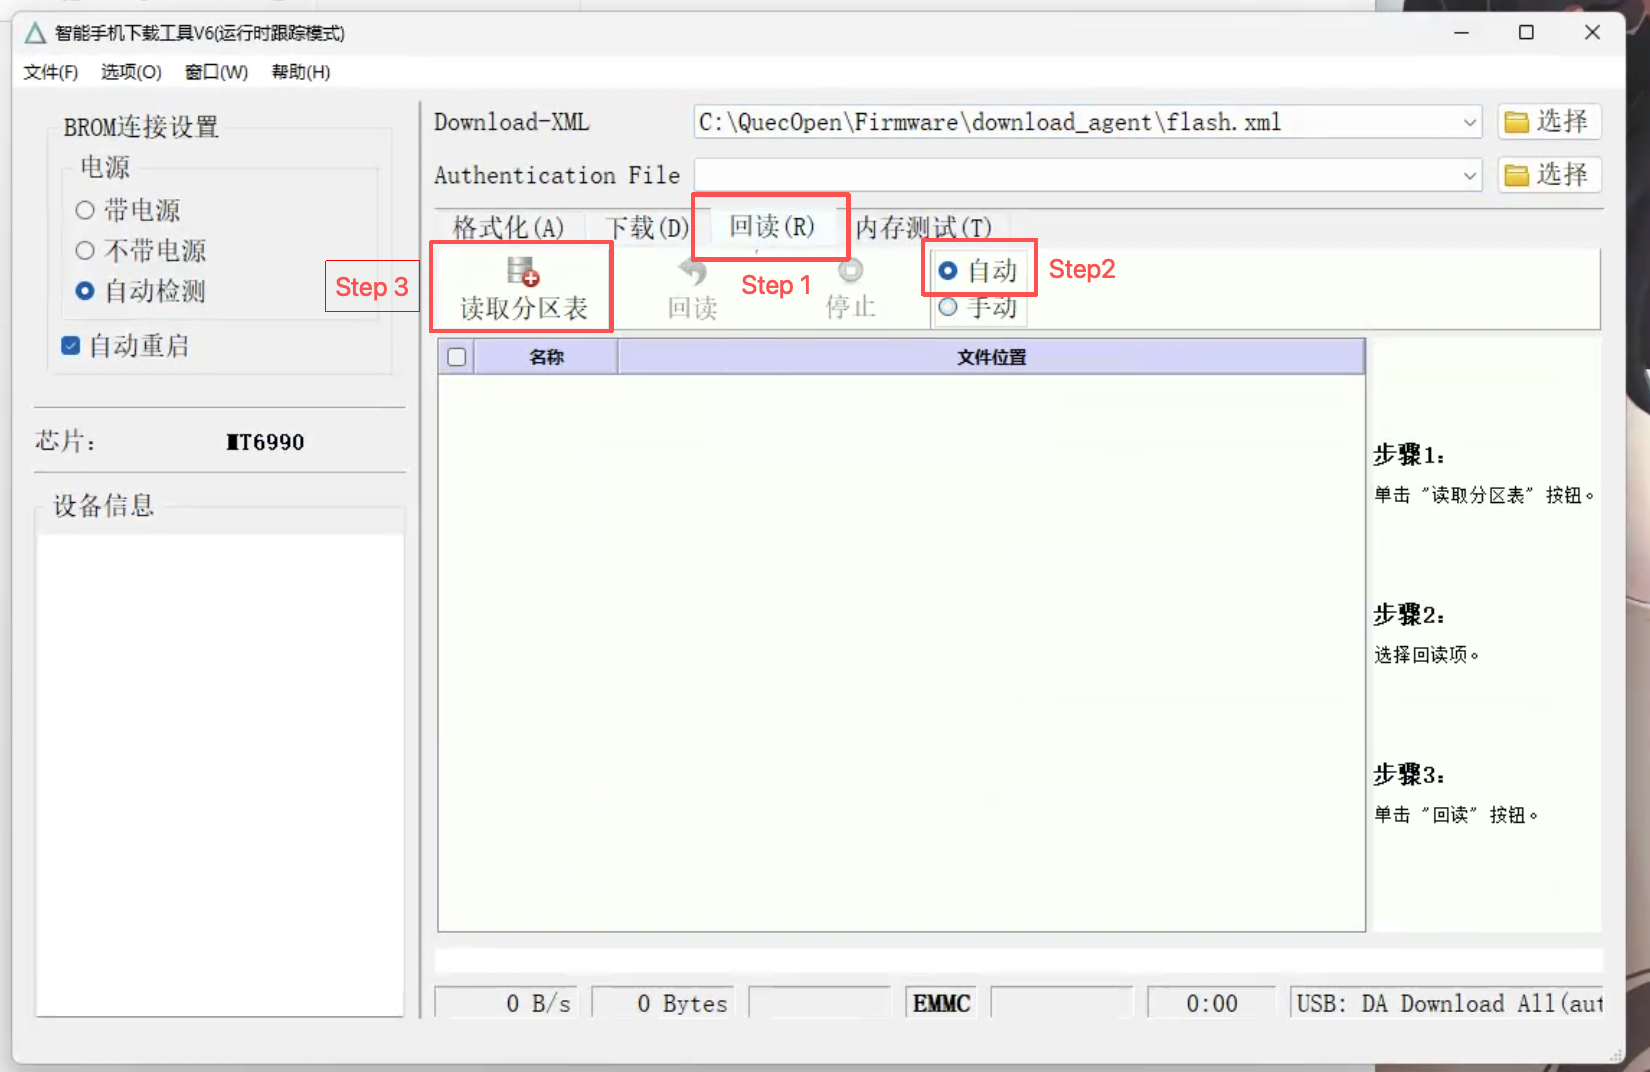 智能手机下载工具V6(运行时跟踪模式)
文件(F) 选项(O) 窗口(W) 帮助(H)
BROM连接设置
电源
带电源
不带电源
自动检测
自动重启
芯片: MT6990
设备信息
Download-XML C:\QuecOpen\Firmware\download_agent\flash.xml 选择
Authentication File 选择
格式化(A) 下载(D) 回读(R) 内存测试(T)
Step 3
读取分区表
回读
Step 1
停止
自动
手动
Step2
名称 文件位置
步骤1:
单击 "读取分区表" 按钮。
步骤2:
选择回读项。
步骤3:
单击 "回读" 按钮。
0 B/s 0 Bytes EMMC 0:00 USB: DA Download All(aut